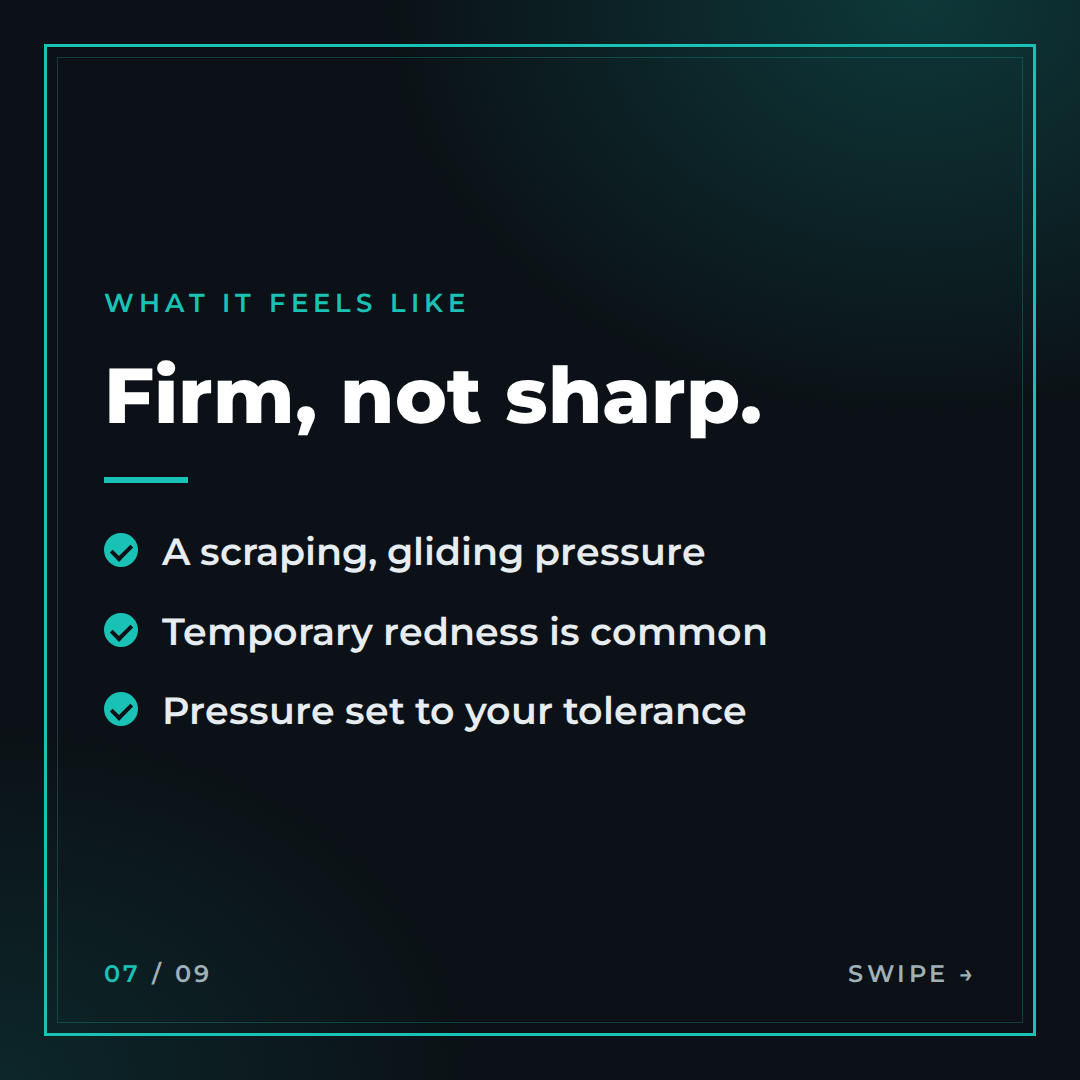 WHAT IT FEELS LIKE
Firm, not sharp.
A scraping, gliding pressure
Temporary redness is common
Pressure set to your tolerance
07 / 09
SWIPE →